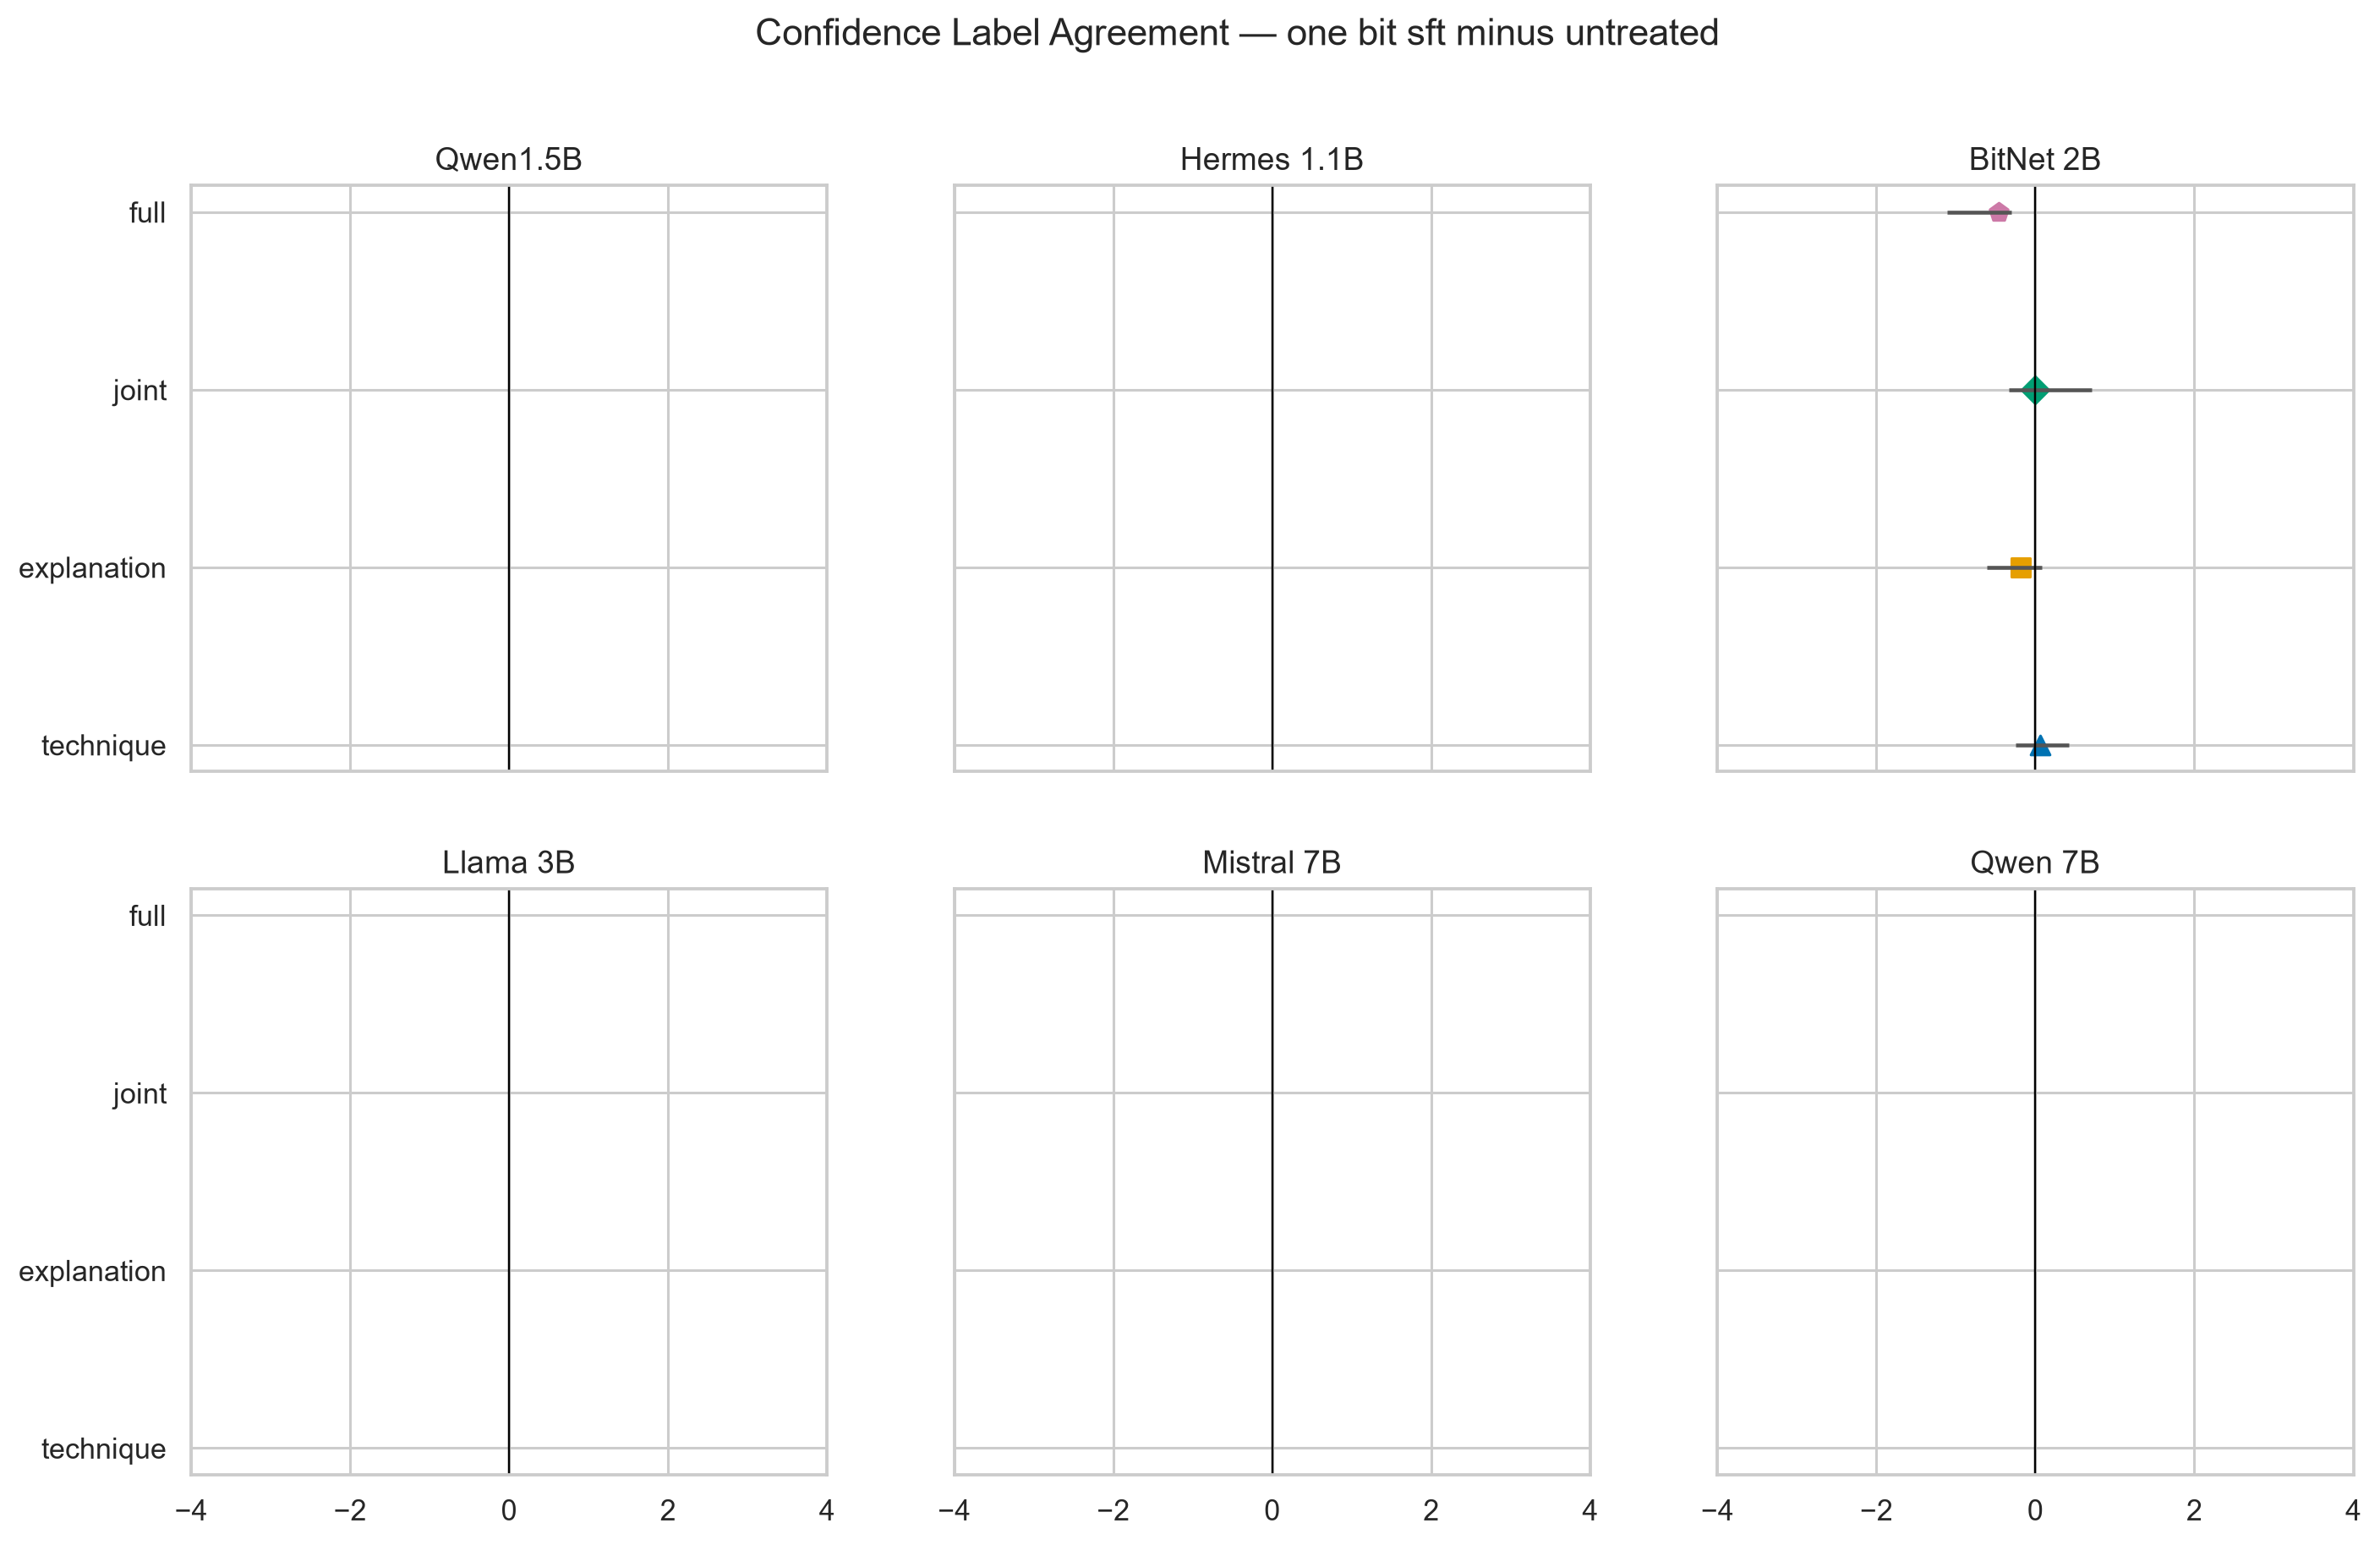 Confidence Label Agreement — one bit sft minus untreated
Qwen1.5B
Hermes 1.1B
BitNet 2B
full
joint
explanation
technique
Llama 3B
Mistral 7B
Qwen 7B
full
joint
explanation
technique
−4 −2 0 2 4
−4 −2 0 2 4
−4 −2 0 2 4